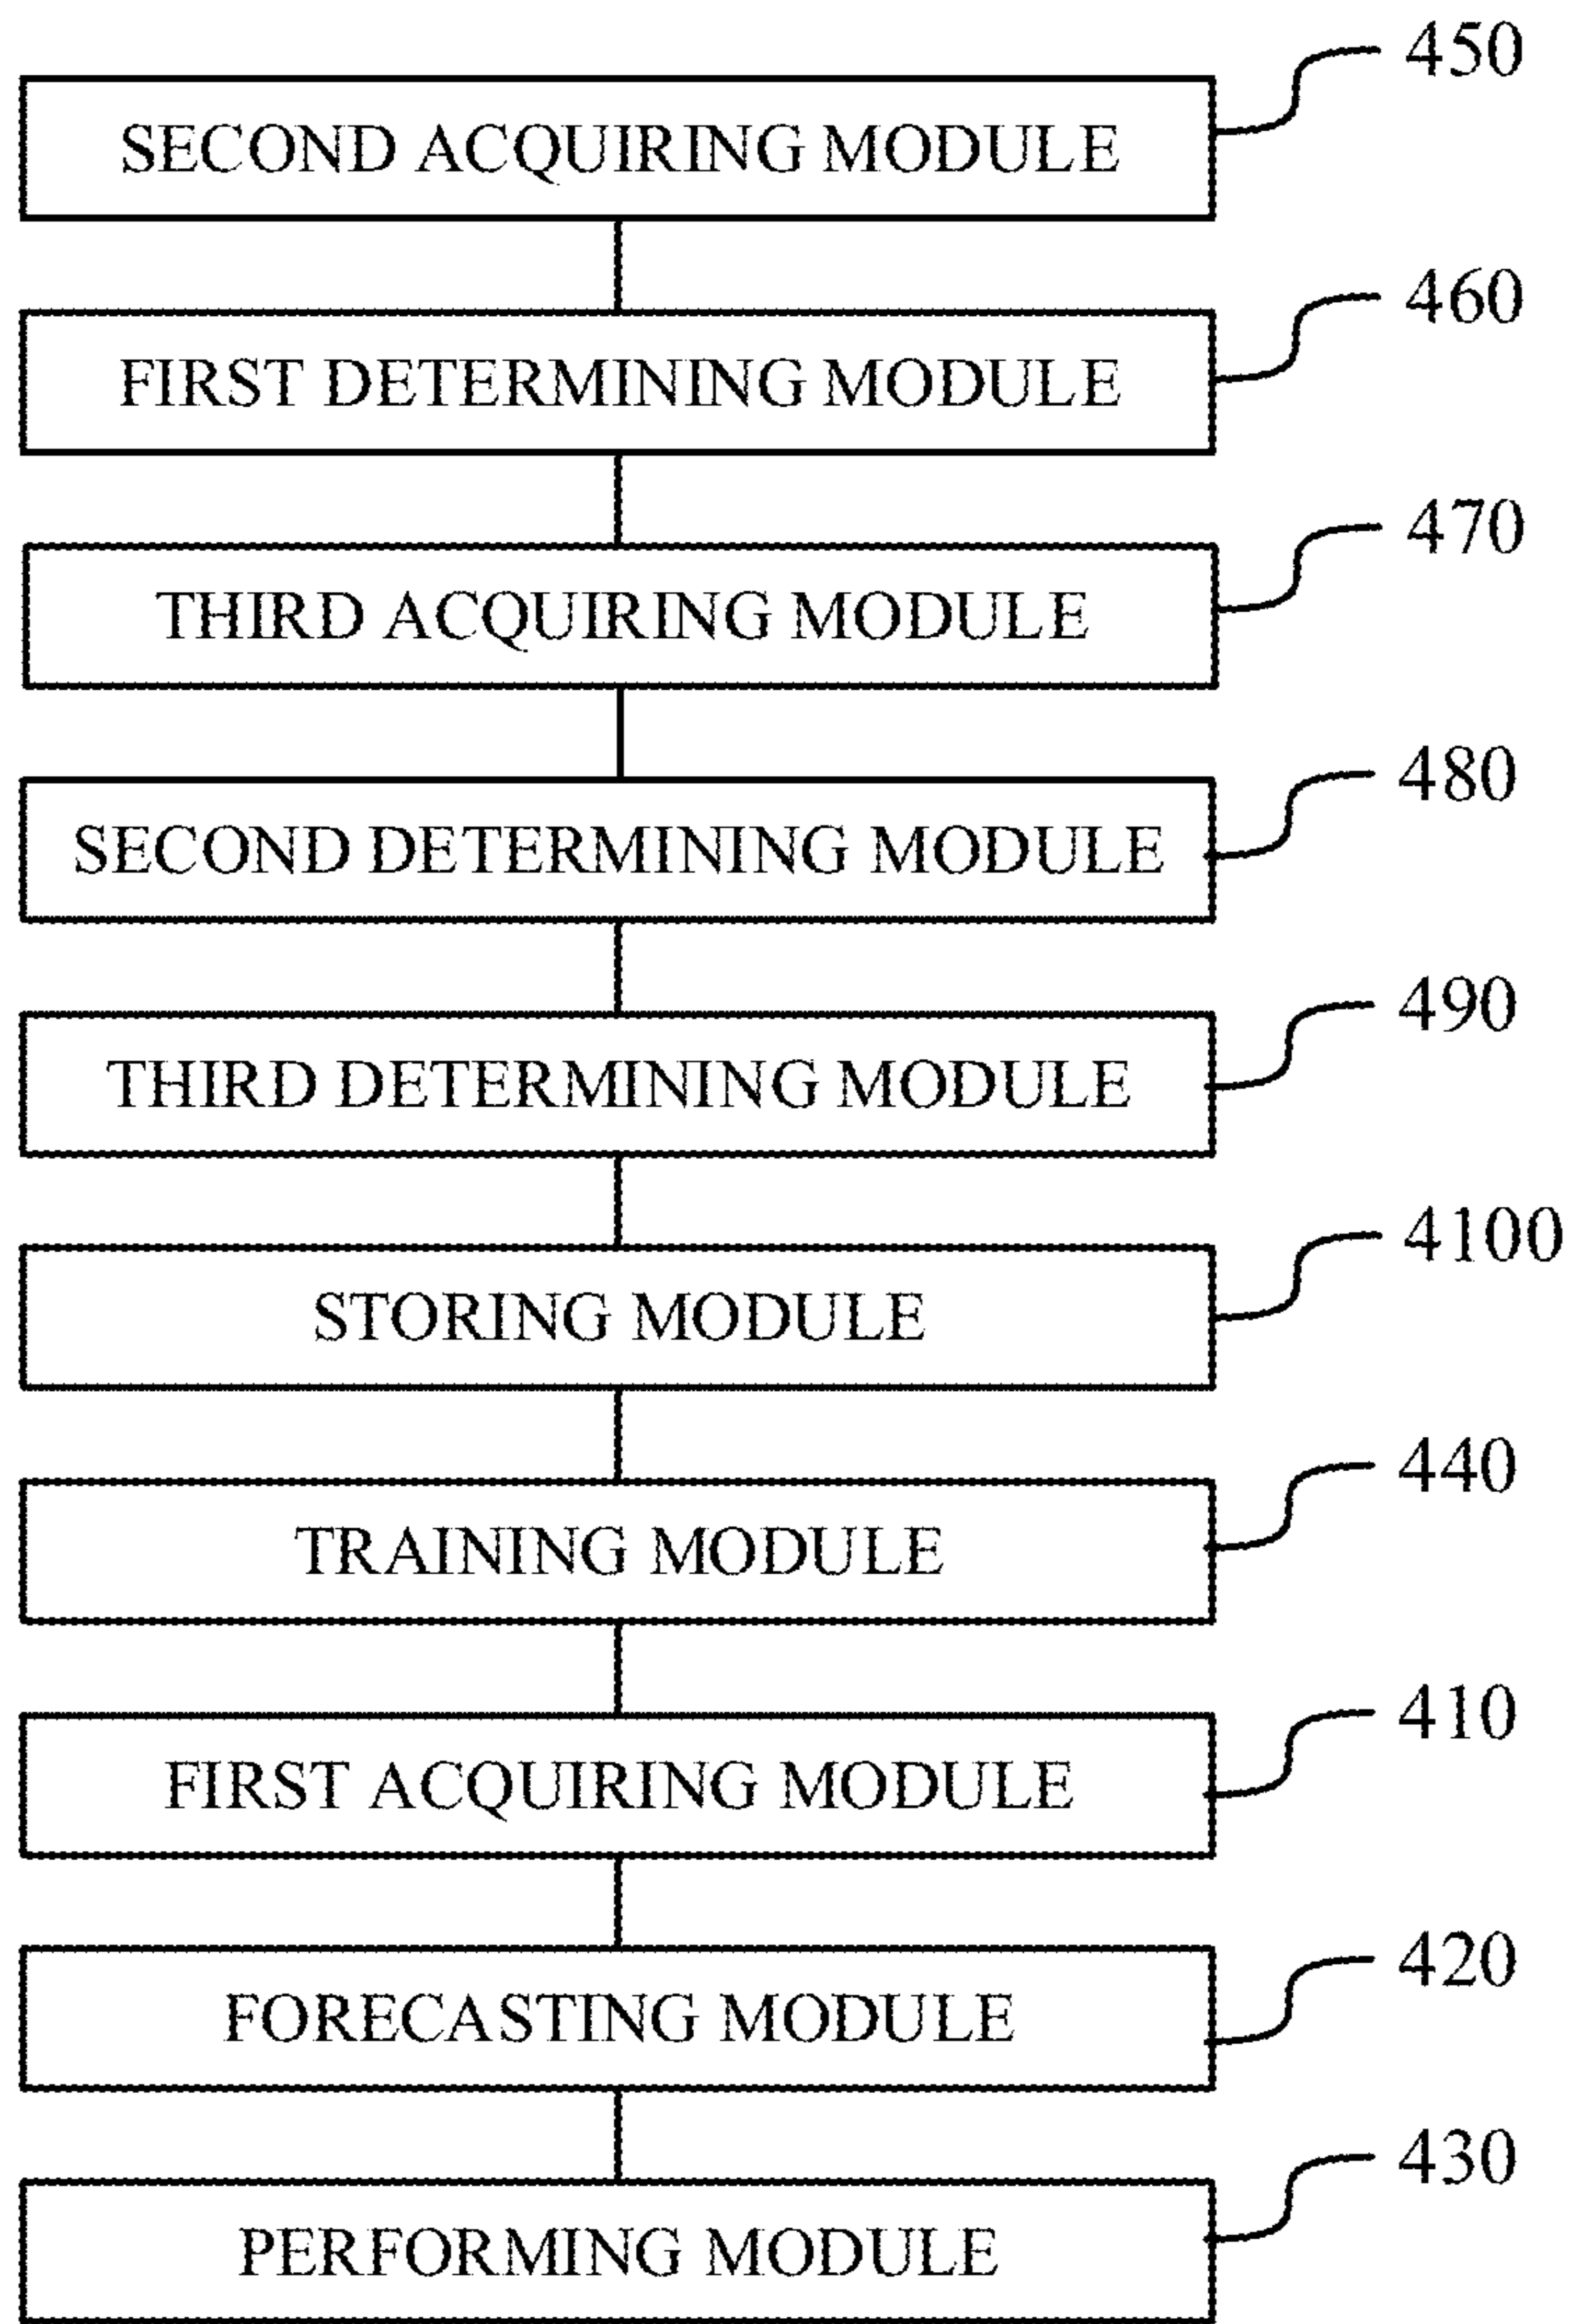 450
SECOND ACQUIRING MODULE
460
FIRST DETERMINING MODULE
470
THIRD ACQUIRING MODULE
480
SECOND DETERMINING MODULE
490
THIRD DETERMINING MODULE
4100
STORING MODULE
440
TRAINING MODULE
410
FIRST ACQUIRING MODULE
420
FORECASTING MODULE
430
PERFORMING MODULE